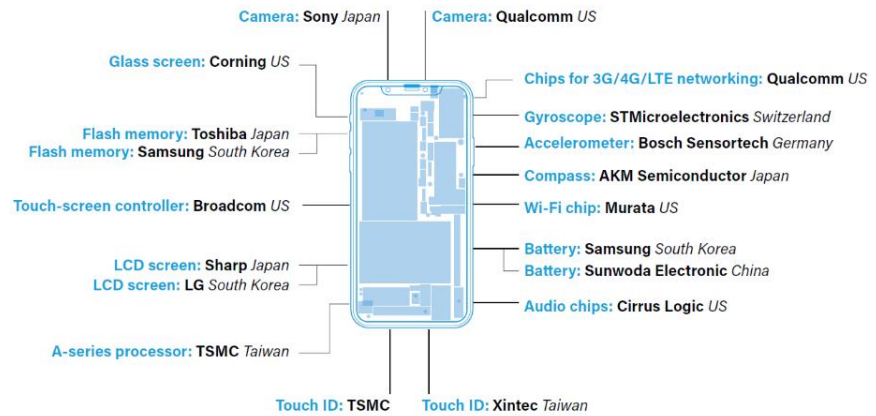 Camera: Sony Japan
Camera: Qualcomm US
Glass screen: Corning US
Chips for 3G/4G/LTE networking: Qualcomm US
Gyroscope: STMicroelectronics Switzerland
Flash memory: Toshiba Japan
Flash memory: Samsung South Korea
Accelerometer: Bosch Sensortech Germany
Compass: AKM Semiconductor Japan
Touch-screen controller: Broadcom US
Wi-Fi chip: Murata US
Battery: Samsung South Korea
Battery: Sunwoda Electronic China
LCD screen: Sharp Japan
LCD screen: LG South Korea
Audio chips: Cirrus Logic US
A-series processor: TSMC Taiwan
Touch ID: TSMC
Touch ID: Xintec Taiwan